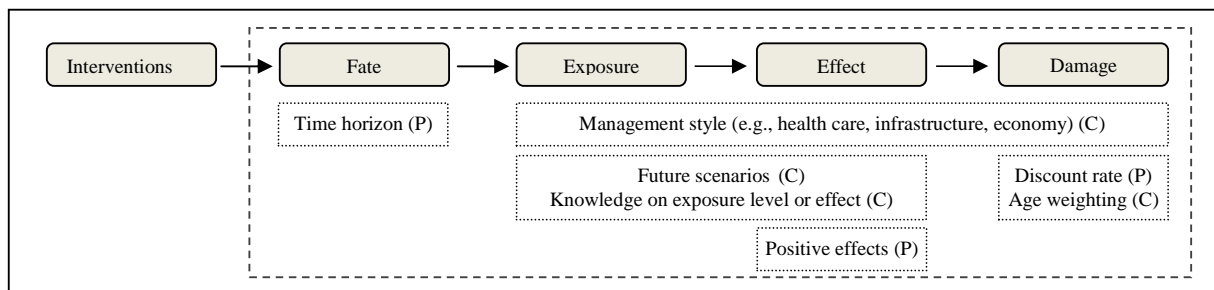 Interventions
Fate
Exposure
Effect
Damage
Time horizon (P)
Management style (e.g., health care, infrastructure, economy) (C)
Future scenarios (C)
Knowledge on exposure level or effect (C)
Discount rate (P)
Age weighting (C)
Positive effects (P)